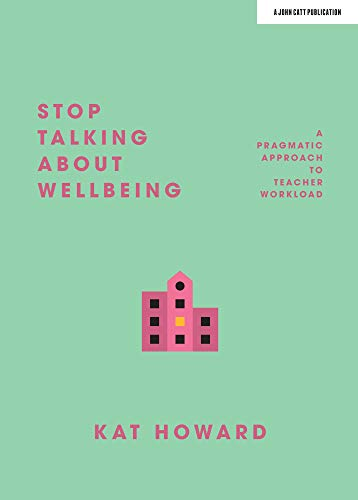 A JOHN CATT PUBLICATION
STOP
TALKING
ABOUT
WELLBEING
A
PRAGMATIC
APPROACH
TO
TEACHER
WORKLOAD
KAT HOWARD